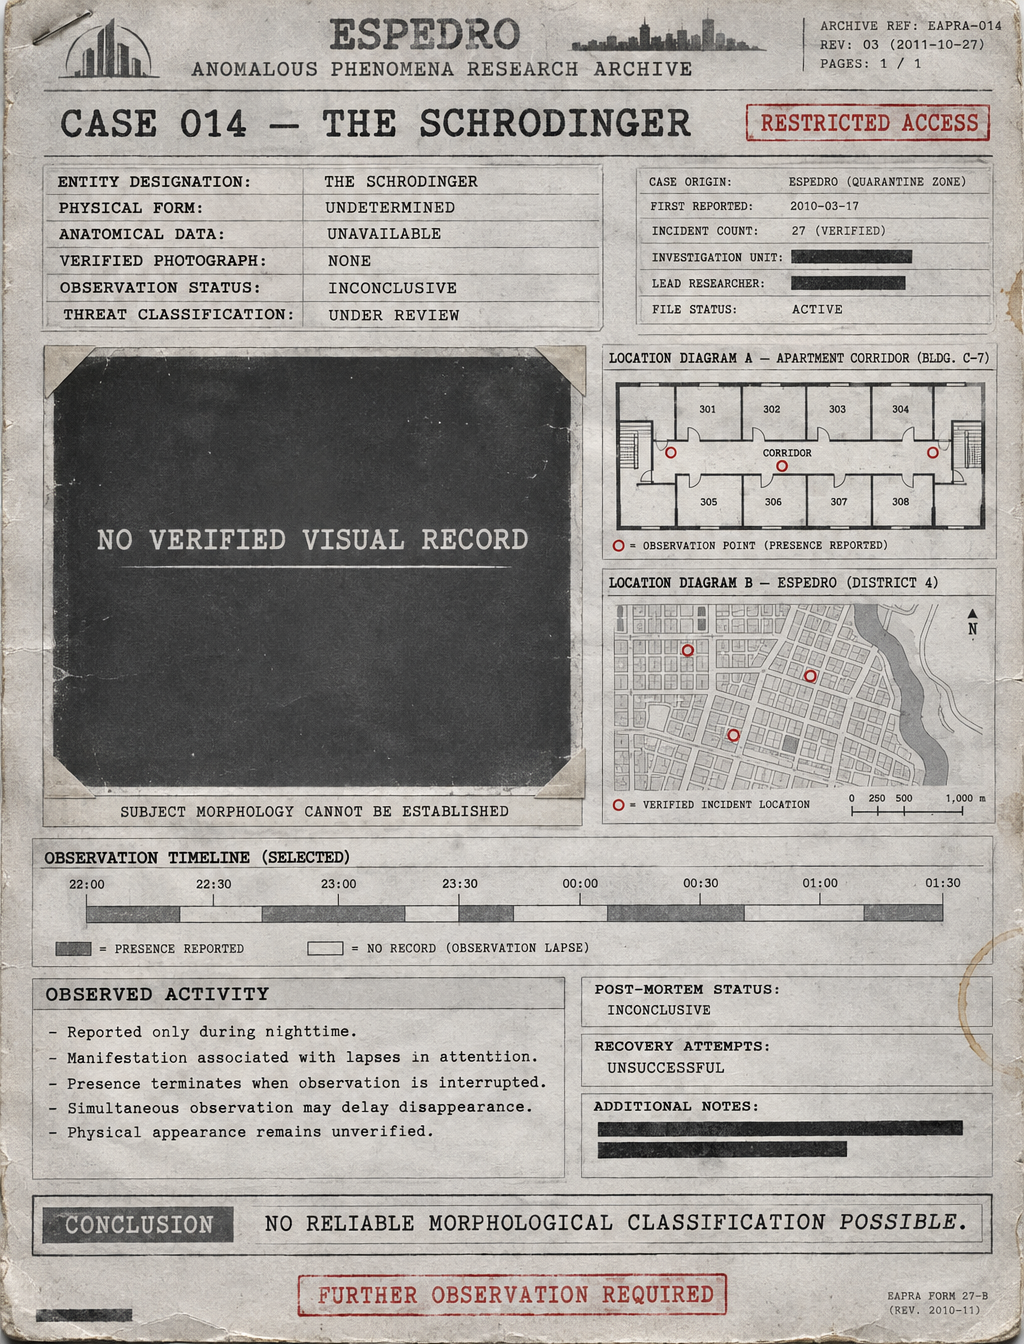 ESPEDRO
ANOMALOUS PHENOMENA RESEARCH ARCHIVE
ARCHIVE REF: EAPRA-014
REV: 03 (2011-10-27)
PAGES: 1 / 1
CASE 014 — THE SCHRODINGER
RESTRICTED ACCESS
ENTITY DESIGNATION: THE SCHRODINGER
PHYSICAL FORM: UNDETERMINED
ANATOMICAL DATA: UNAVAILABLE
VERIFIED PHOTOGRAPH: NONE
OBSERVATION STATUS: INCONCLUSIVE
THREAT CLASSIFICATION: UNDER REVIEW
CASE ORIGIN: ESPEDRO (QUARANTINE ZONE)
FIRST REPORTED: 2010-03-17
INCIDENT COUNT: 27 (VERIFIED)
INVESTIGATION UNIT:
LEAD RESEARCHER:
FILE STATUS: ACTIVE
NO VERIFIED VISUAL RECORD
SUBJECT MORPHOLOGY CANNOT BE ESTABLISHED
LOCATION DIAGRAM A — APARTMENT CORRIDOR (BLDG. C-7)
301 302 303 304
CORRIDOR
305 306 307 308
= OBSERVATION POINT (PRESENCE REPORTED)
LOCATION DIAGRAM B — ESPEDRO (DISTRICT 4)
N
= VERIFIED INCIDENT LOCATION
0 250 500 1,000 m
OBSERVATION TIMELINE (SELECTED)
22:00 22:30 23:00 23:30 00:00 00:30 01:00 01:30
= PRESENCE REPORTED
= NO RECORD (OBSERVATION LAPSE)
OBSERVED ACTIVITY
- Reported only during nighttime.
- Manifestation associated with lapses in attention.
- Presence terminates when observation is interrupted.
- Simultaneous observation may delay disappearance.
- Physical appearance remains unverified.
POST-MORTEM STATUS:
INCONCLUSIVE
RECOVERY ATTEMPTS:
UNSUCCESSFUL
ADDITIONAL NOTES:
CONCLUSION
NO RELIABLE MORPHOLOGICAL CLASSIFICATION POSSIBLE.
FURTHER OBSERVATION REQUIRED
EAPRA FORM 27-B
(REV. 2010-11)